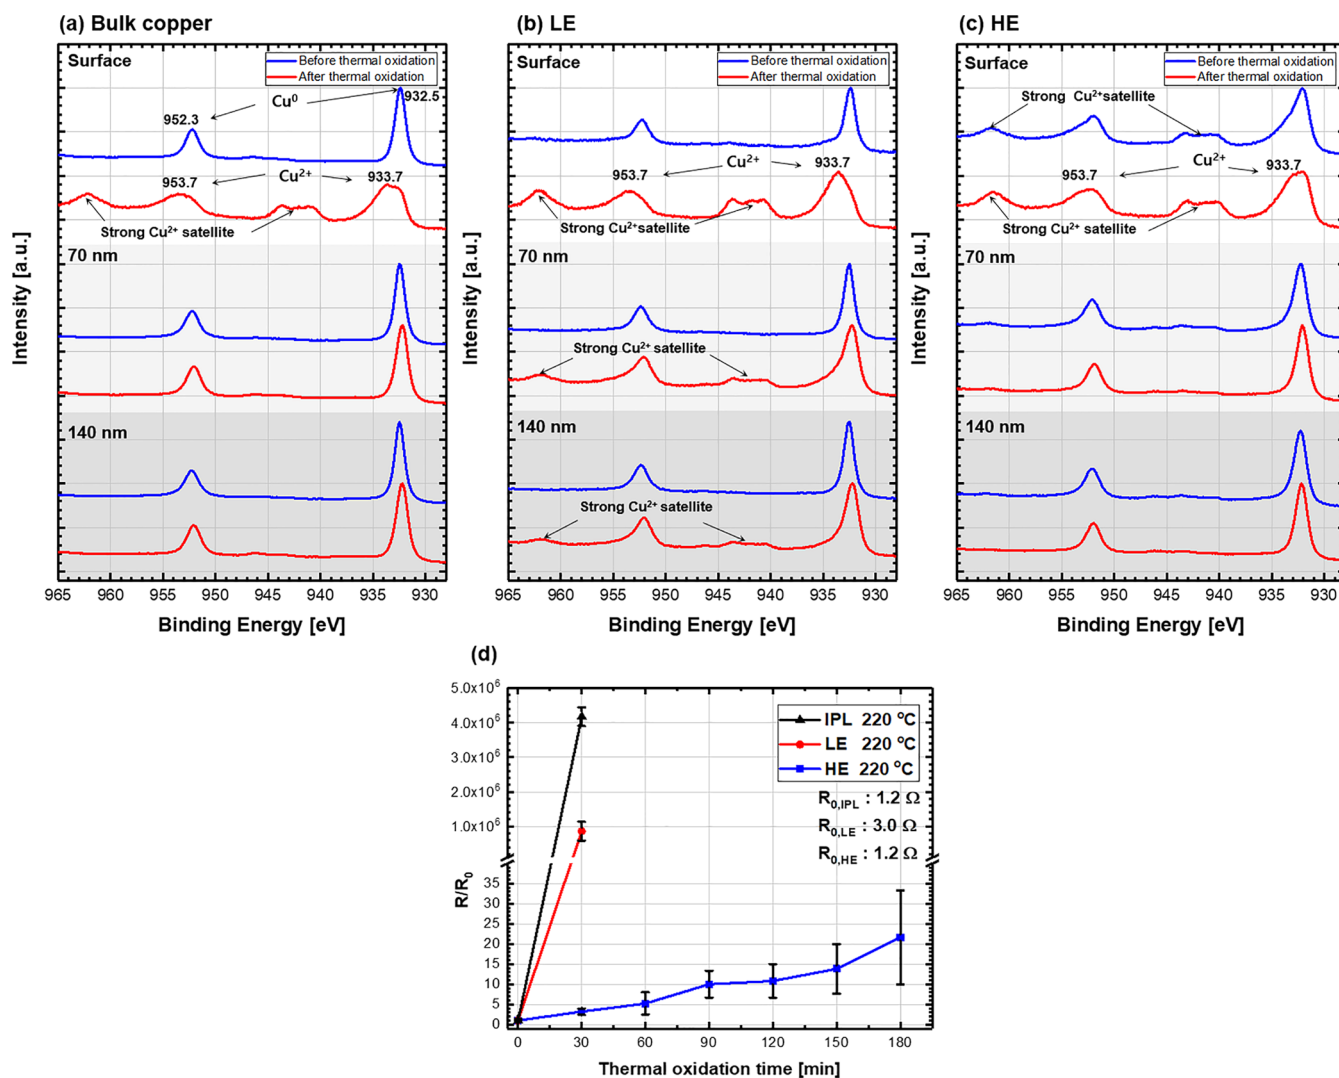 (a) Bulk copper
Surface
Before thermal oxidation
After thermal oxidation
Cu⁰
932.5
952.3
953.7
Cu²⁺
933.7
Strong Cu²⁺ satellite
70 nm
140 nm
965 960 955 950 945 940 935 930
Binding Energy [eV]
Intensity [a.u.]
(b) LE
Surface
Before thermal oxidation
After thermal oxidation
Cu²⁺
953.7
933.7
Strong Cu²⁺satellite
70 nm
Strong Cu²⁺ satellite
140 nm
Strong Cu²⁺ satellite
965 960 955 950 945 940 935 930
Binding Energy [eV]
Intensity [a.u.]
(c) HE
Surface
Before thermal oxidation
After thermal oxidation
Strong Cu²⁺satellite
Cu²⁺
953.7
933.7
Strong Cu²⁺ satellite
70 nm
140 nm
965 960 955 950 945 940 935 930
Binding Energy [eV]
Intensity [a.u.]
(d)
5.0x10⁶
4.0x10⁶
3.0x10⁶
2.0x10⁶
1.0x10⁶
35
30
25
20
15
10
5
0
R/R₀
IPL 220 °C
LE 220 °C
HE 220 °C
R₀,IPL : 1.2 Ω
R₀,LE : 3.0 Ω
R₀,HE : 1.2 Ω
0 30 60 90 120 150 180
Thermal oxidation time [min]